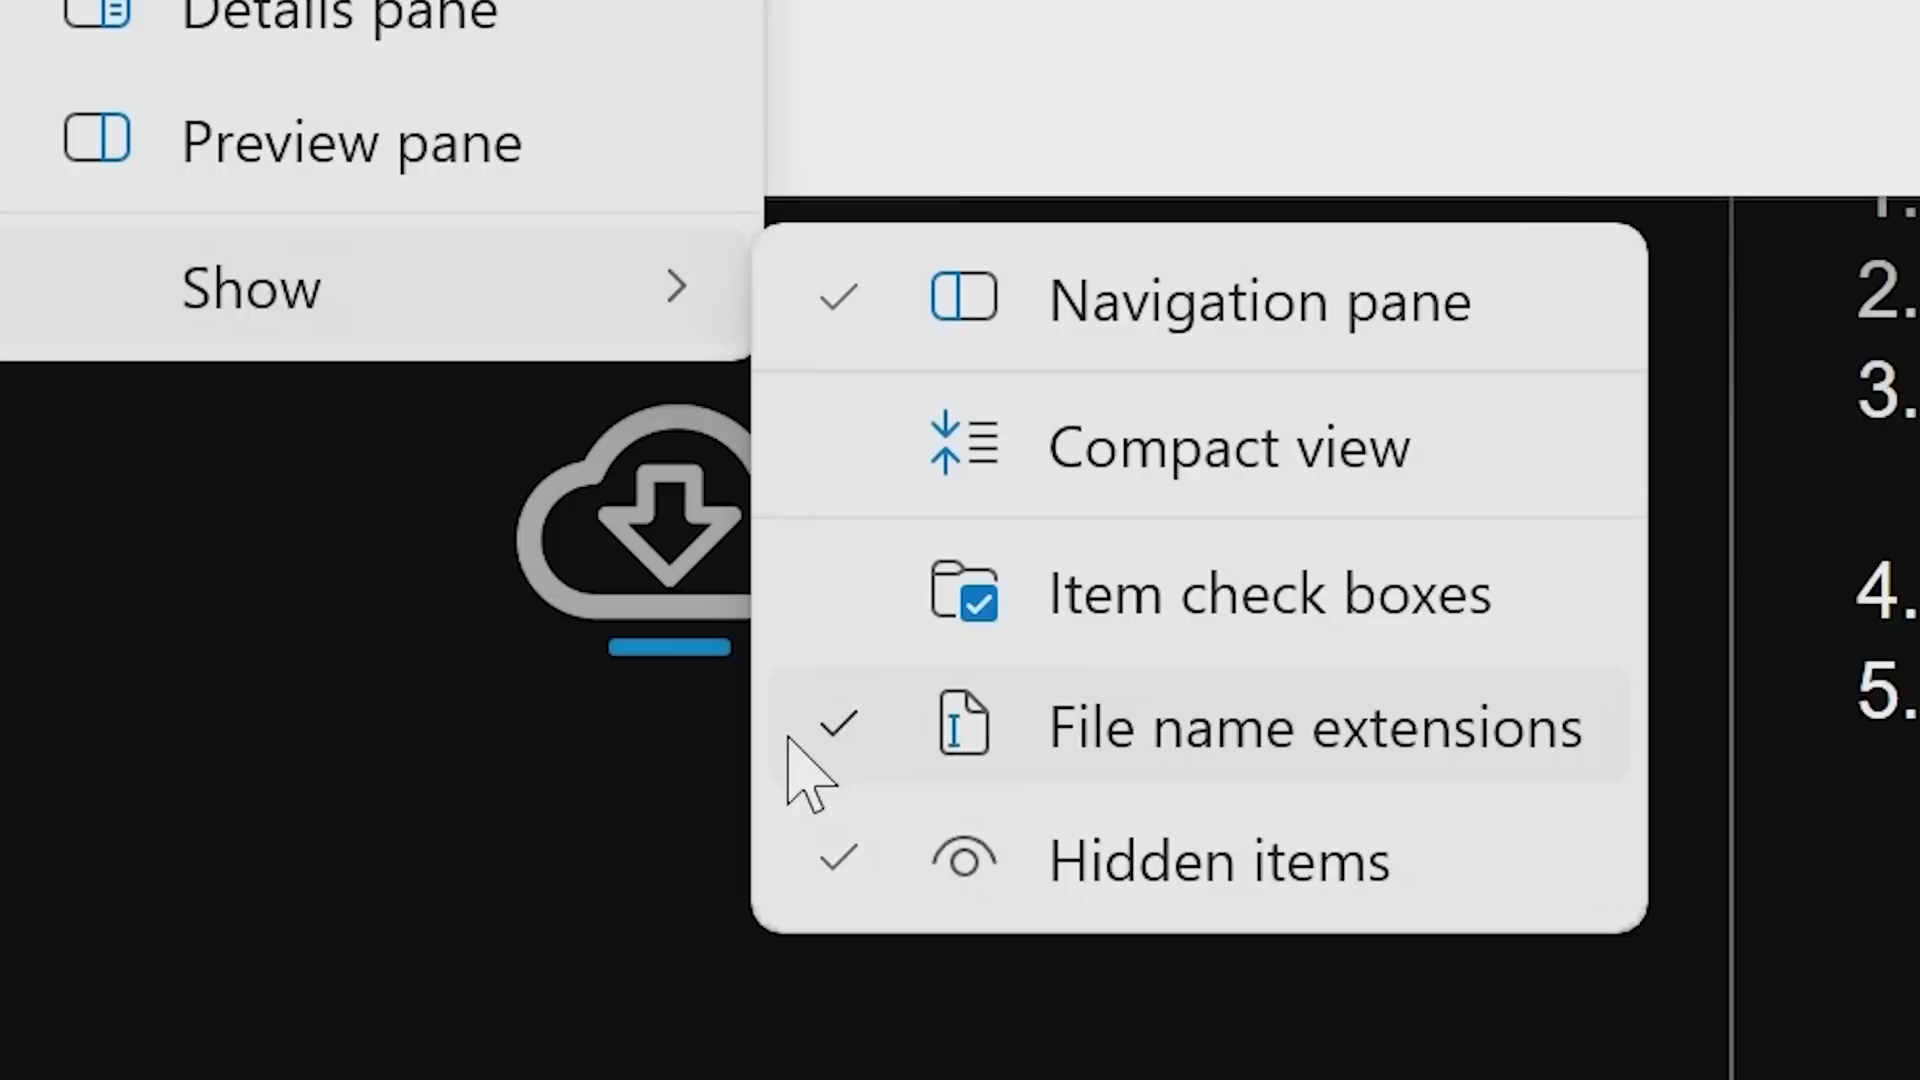 Details pane
Preview pane
Show
Navigation pane
Compact view
Item check boxes
File name extensions
Hidden items
1.
2.
3.
4.
5.